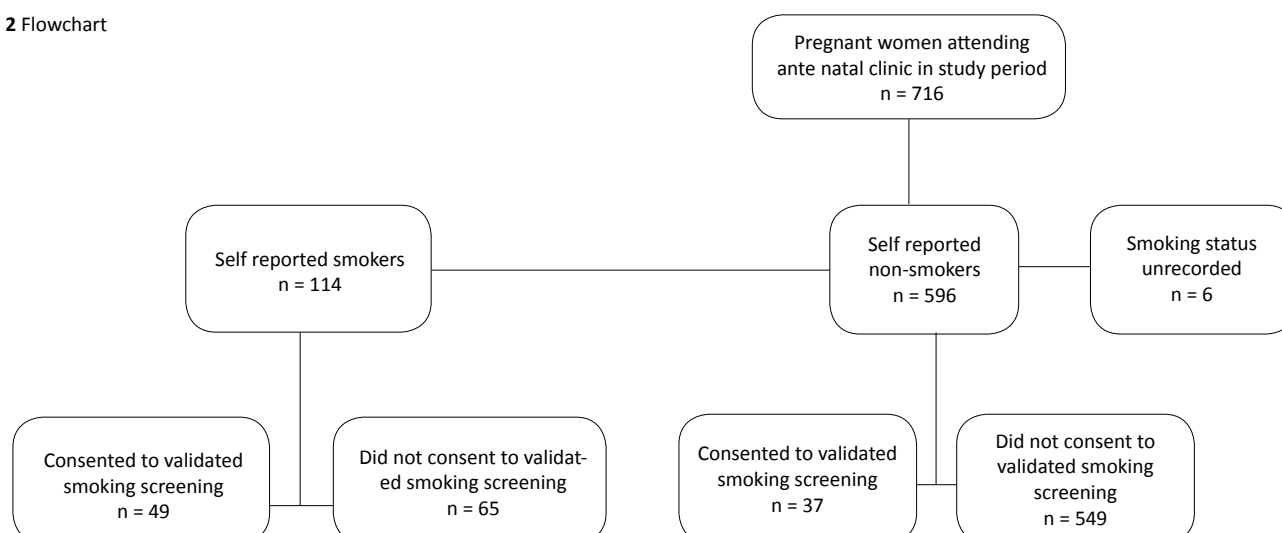 2 Flowchart
Pregnant women attending
ante natal clinic in study period
n = 716
Self reported smokers
n = 114
Self reported
non-smokers
n = 596
Smoking status
unrecorded
n = 6
Consented to validated
smoking screening
n = 49
Did not consent to validat-
ed smoking screening
n = 65
Consented to validated
smoking screening
n = 37
Did not consent to
validated smoking
screening
n = 549